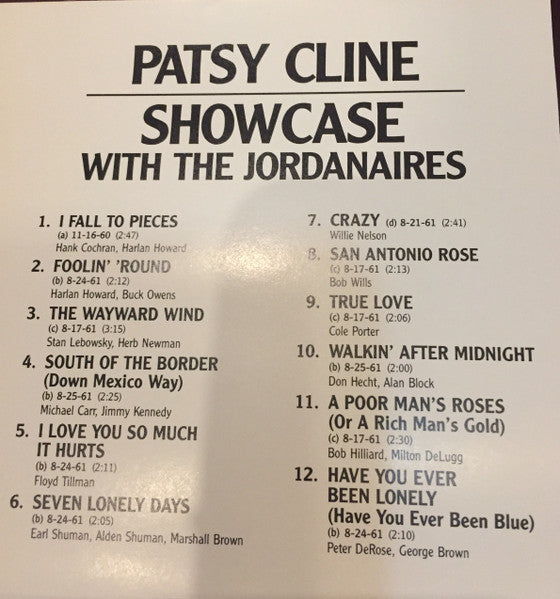 PATSY CLINE
SHOWCASE
WITH THE JORDANAIRES
1. I FALL TO PIECES
(a) 11-16-60 (2:47)
Hank Cochran, Harlan Howard
2. FOOLIN' 'ROUND
(b) 8-24-61 (2:12)
Harlan Howard, Buck Owens
3. THE WAYWARD WIND
(c) 8-17-61 (3:15)
Stan Lebowsky, Herb Newman
4. SOUTH OF THE BORDER
(Down Mexico Way)
(b) 8-25-61 (2:25)
Michael Carr, Jimmy Kennedy
5. I LOVE YOU SO MUCH
IT HURTS
(b) 8-24-61 (2:11)
Floyd Tillman
6. SEVEN LONELY DAYS
(b) 8-24-61 (2:05)
Earl Shuman, Alden Shuman, Marshall Brown
7. CRAZY (d) 8-21-61 (2:41)
Willie Nelson
8. SAN ANTONIO ROSE
(c) 8-17-61 (2:13)
Bob Wills
9. TRUE LOVE
(c) 8-17-61 (2:06)
Cole Porter
10. WALKIN' AFTER MIDNIGHT
(b) 8-25-61 (2:00)
Don Hecht, Alan Block
11. A POOR MAN'S ROSES
(Or A Rich Man's Gold)
(c) 8-17-61 (2:30)
Bob Hilliard, Milton DeLugg
12. HAVE YOU EVER
BEEN LONELY
(Have You Ever Been Blue)
(b) 8-24-61 (2:10)
Peter DeRose, George Brown